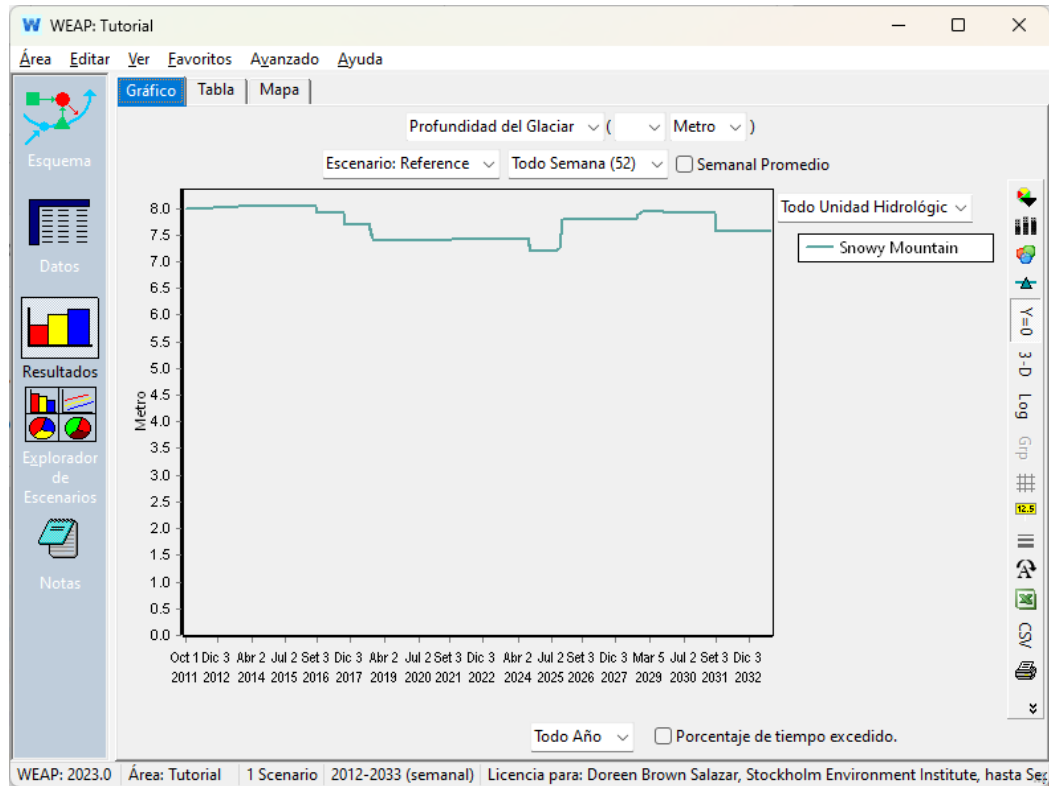 WEAP: Tutorial
Área Editar Ver Favoritos Avanzado Ayuda
Gráfico Tabla Mapa
Profundidad del Glaciar ( Metro )
Escenario: Reference Todo Semana (52) Semanal Promedio
Esquema
Datos
Resultados
Explorador
de
Escenarios
Notas
Todo Unidad Hidrológic
Snowy Mountain
8.0
7.5
7.0
6.5
6.0
5.5
5.0
4.5
4.0
3.5
3.0
2.5
2.0
1.5
1.0
0.5
0.0
Metro
Oct 1 Dic 3 Abr 2 Jul 2 Set 3 Dic 3 Abr 2 Jul 2 Set 3 Dic 3 Abr 2 Jul 2 Set 3 Dic 3 Mar 5 Jul 2 Set 3 Dic 3
2011 2012 2014 2015 2016 2017 2019 2020 2021 2022 2024 2025 2026 2027 2029 2030 2031 2032
Y=0
3-D
Log
Grp
12.5
A
CSV
Todo Año Porcentaje de tiempo excedido.
WEAP: 2023.0 Área: Tutorial 1 Scenario 2012-2033 (semanal) Licencia para: Doreen Brown Salazar, Stockholm Environment Institute, hasta